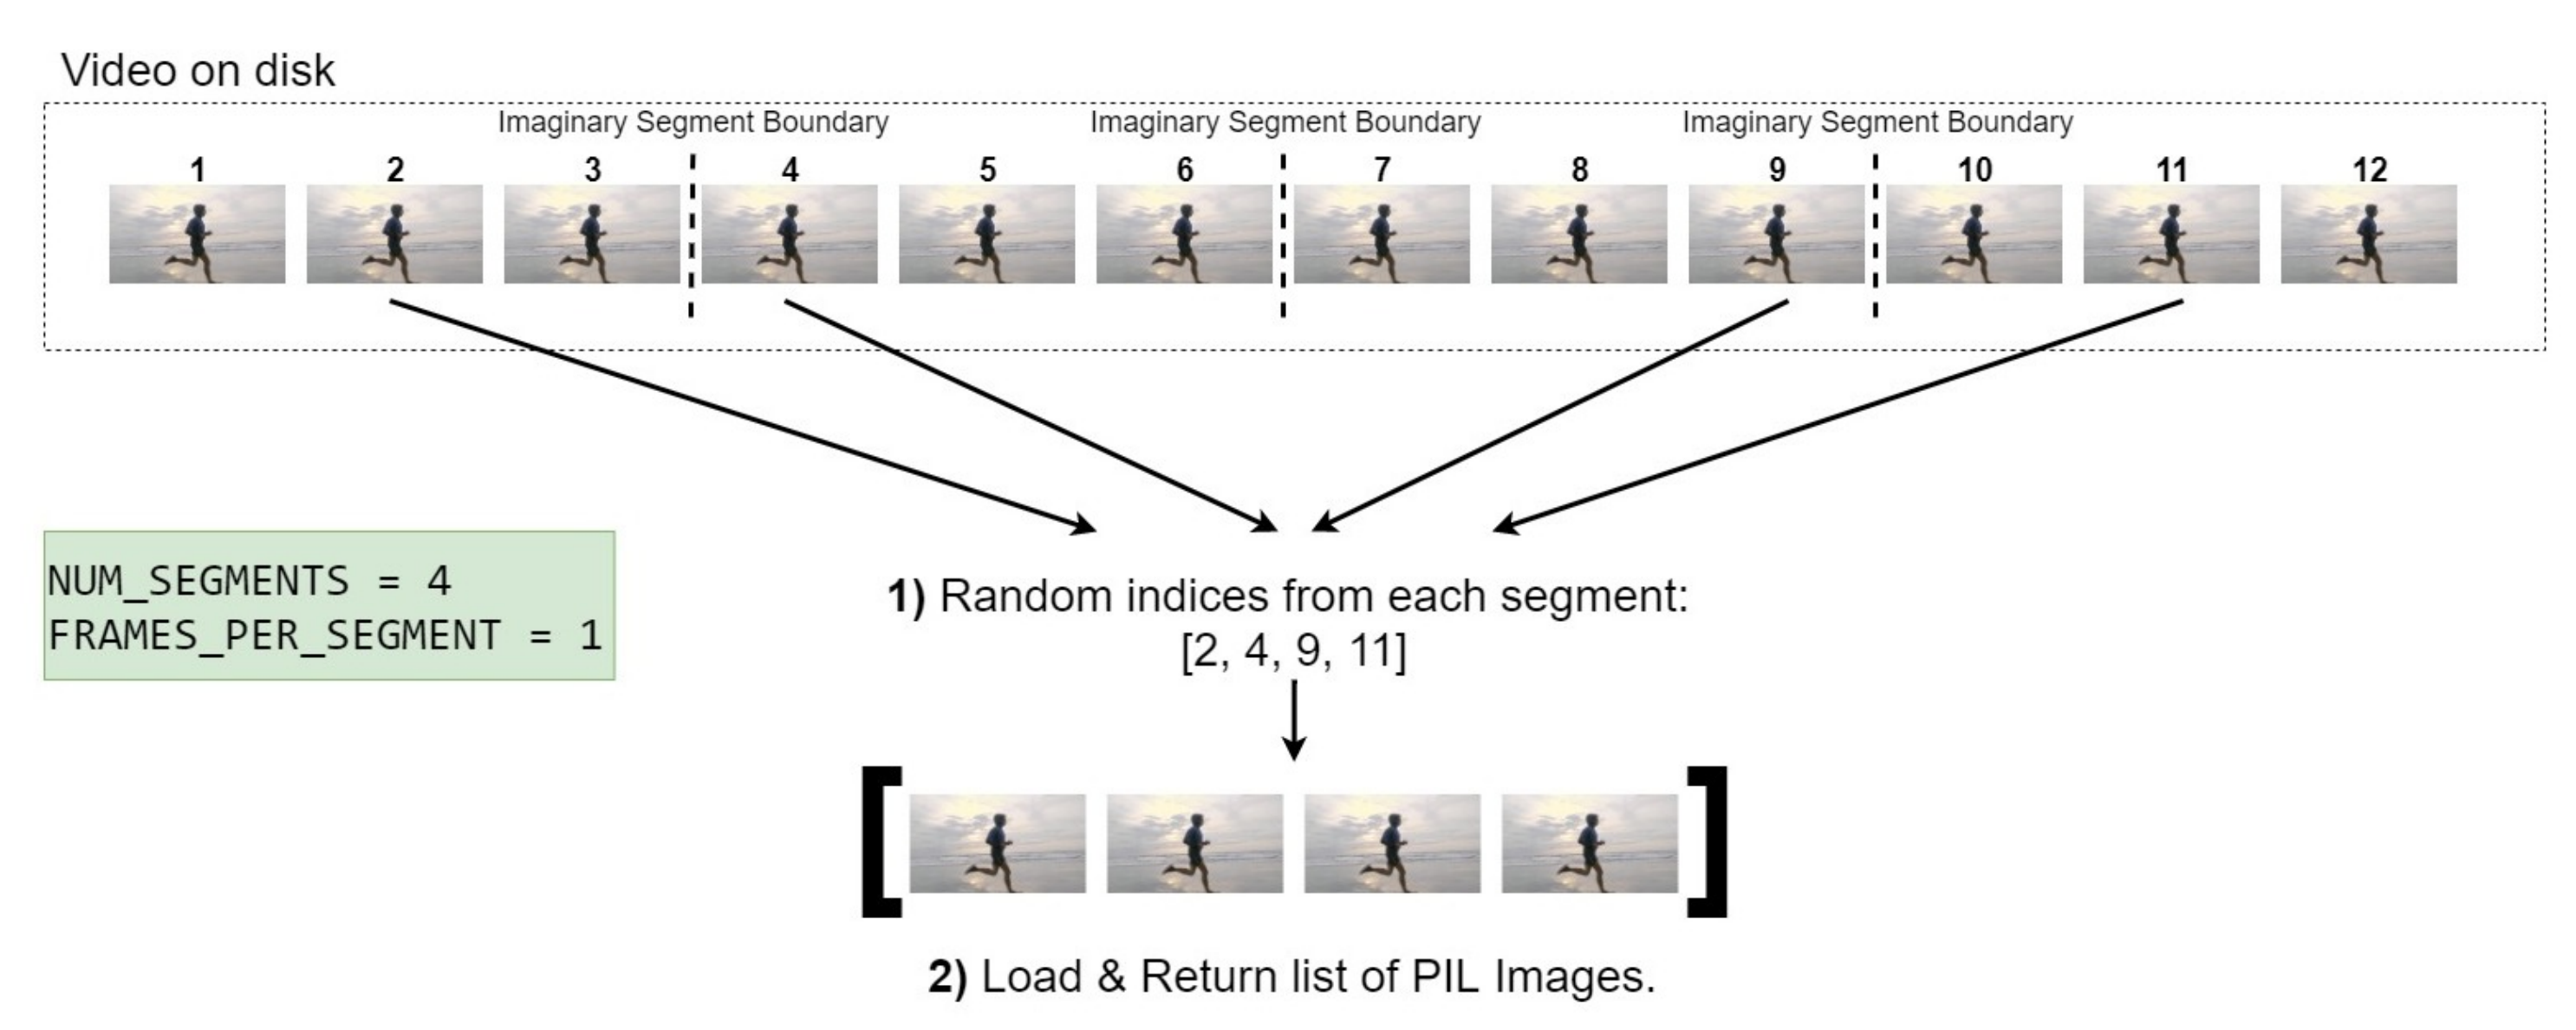 Video on disk
Imaginary Segment Boundary Imaginary Segment Boundary Imaginary Segment Boundary
1 2 3 4 5 6 7 8 9 10 11 12
NUM_SEGMENTS = 4
FRAMES_PER_SEGMENT = 1
1) Random indices from each segment:
[2, 4, 9, 11]
2) Load & Return list of PIL Images.